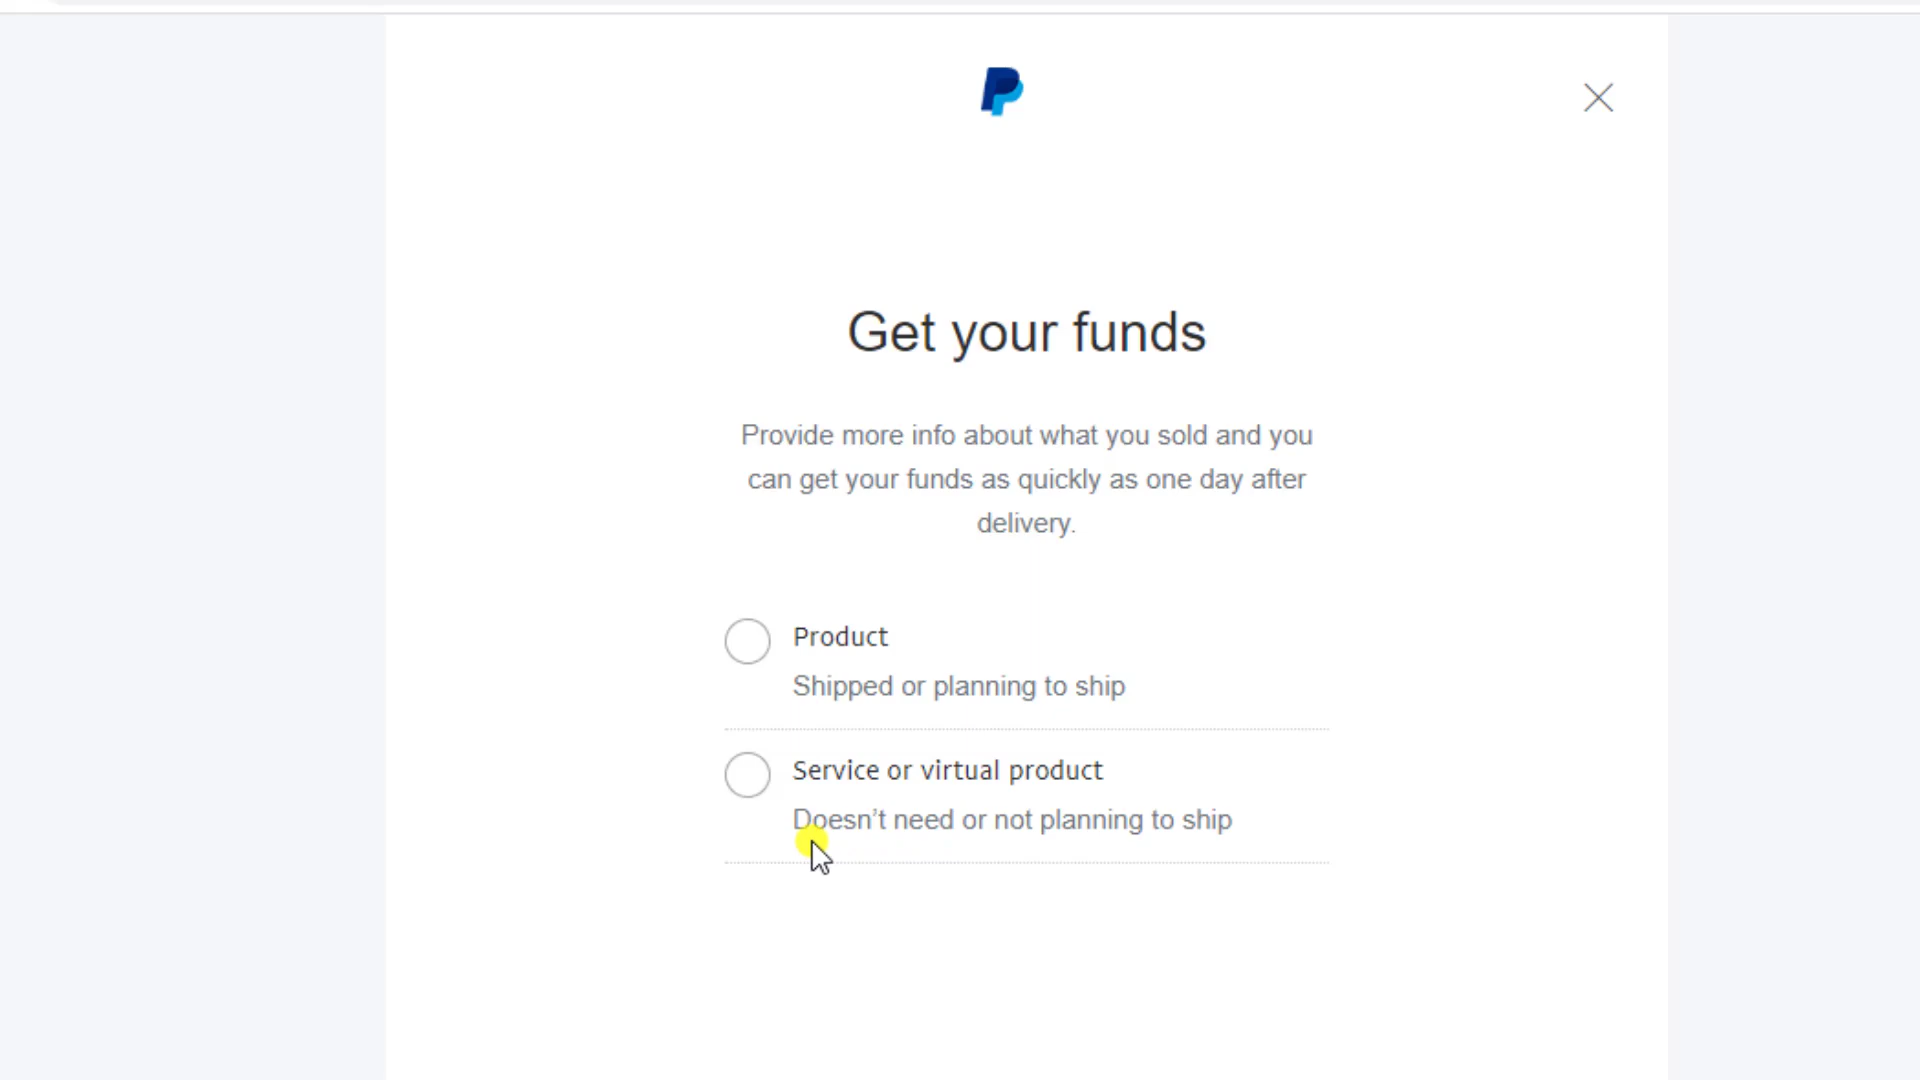 Get your funds
Provide more info about what you sold and you
can get your funds as quickly as one day after
delivery.
Product
Shipped or planning to ship
Service or virtual product
Doesn’t need or not planning to ship